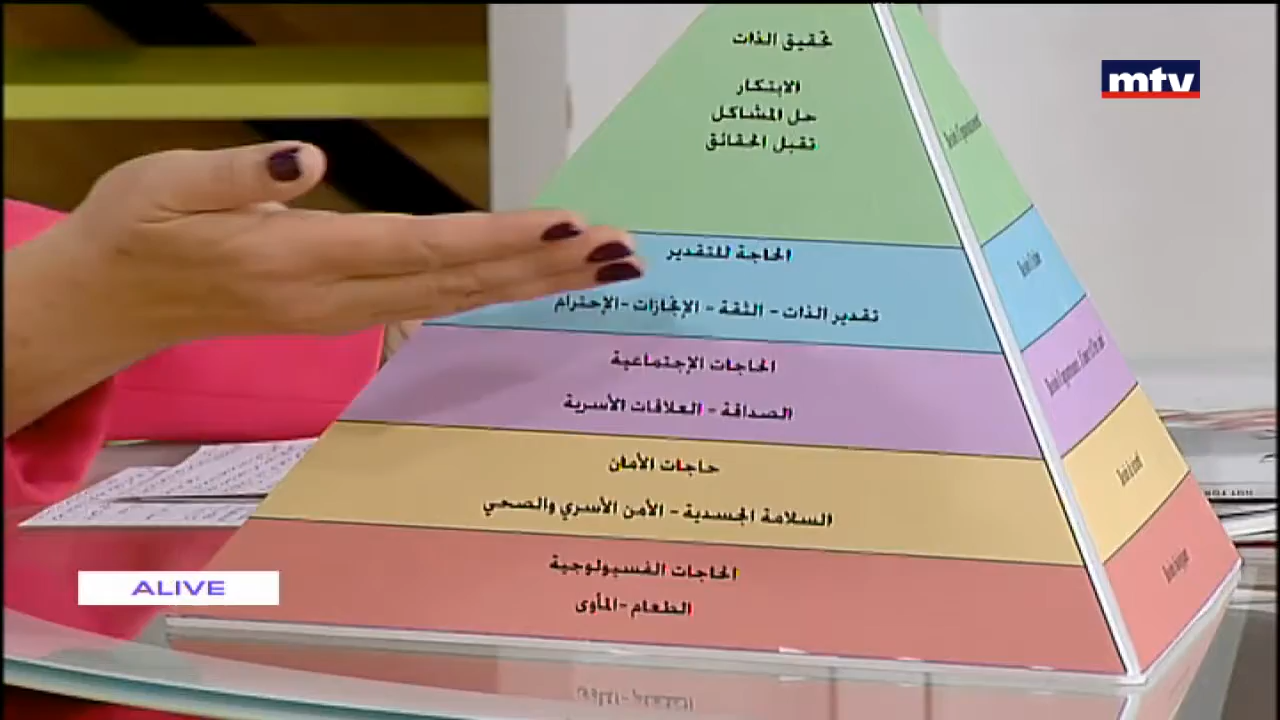 تحقيق الذات
الابتكار
حل المشاكل
تقبل الحقائق
الحاجة للتقدير
تقدير الذات - الثقة - الإنجازات -الإحترام
الحاجات الإجتماعية
الصداقة - العلاقات الأسرية
حاجات الأمان
السلامة الجسدية - الأمن الأسري والصحي
الحاجات الفسيولوجية
الطعام -المأوى
mtv
ALIVE